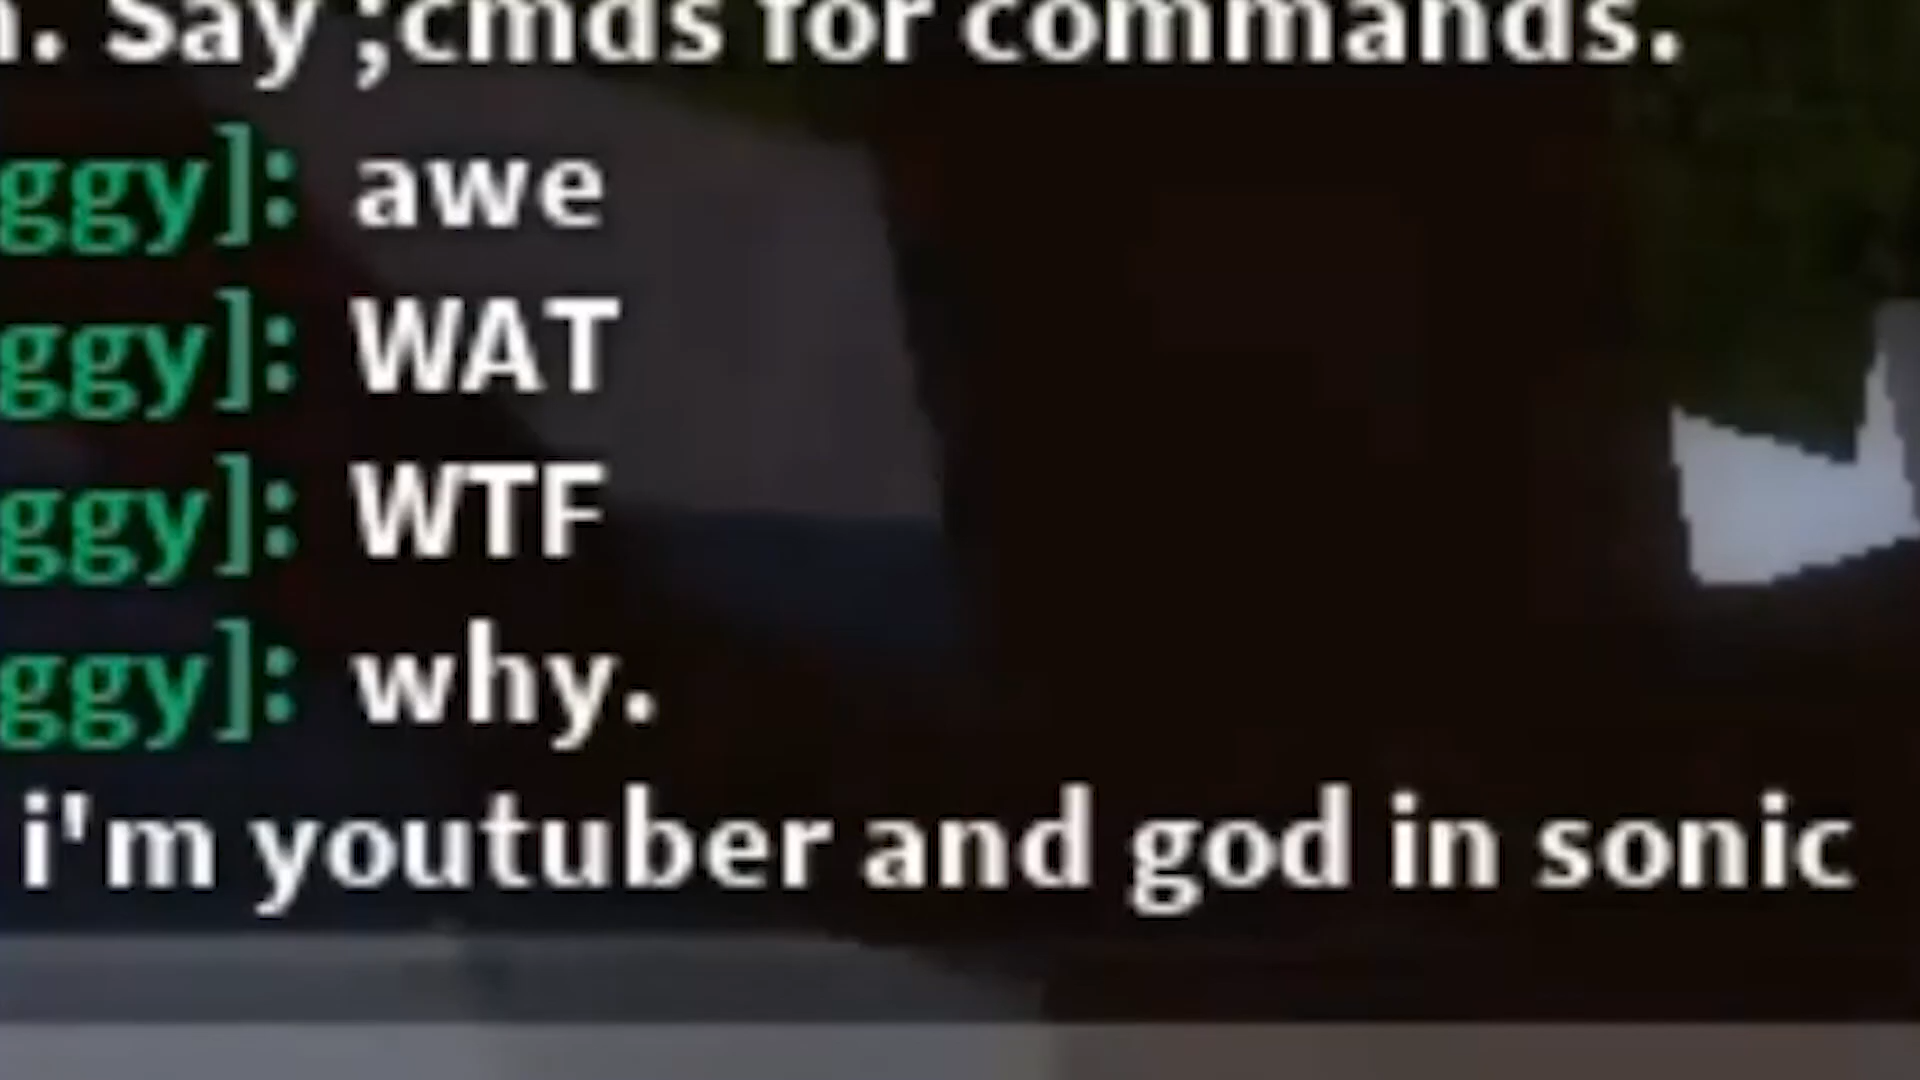 . Say ;cmds for commands.
ggy]: awe
ggy]: WAT
ggy]: WTF
ggy]: why.
i'm youtuber and god in sonic